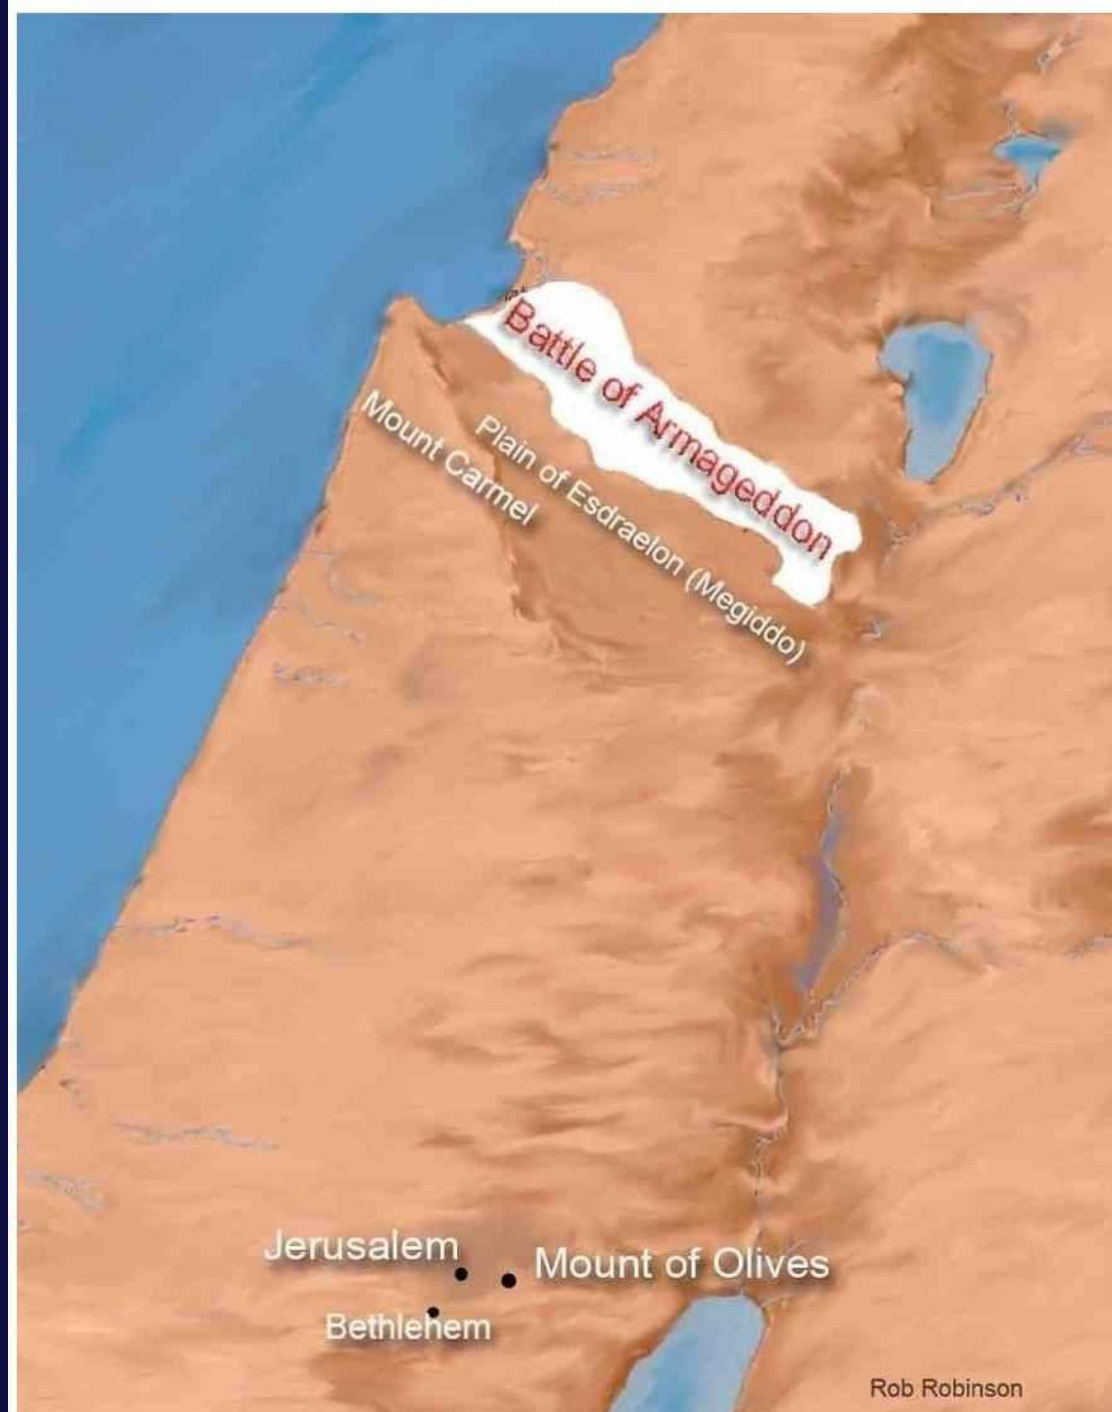 Battle of Armageddon
Mount Carmel
Plain of Esdraelon (Megiddo)
Jerusalem
Mount of Olives
Bethlehem
Rob Robinson